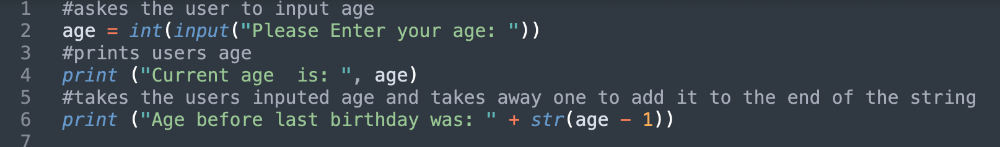 1 #askes the user to input age
2 age = int(input("Please Enter your age: "))
3 #prints users age
4 print ("Current age  is: ", age)
5 #takes the users inputed age and takes away one to add it to the end of the string
6 print ("Age before last birthday was: " + str(age - 1))
7